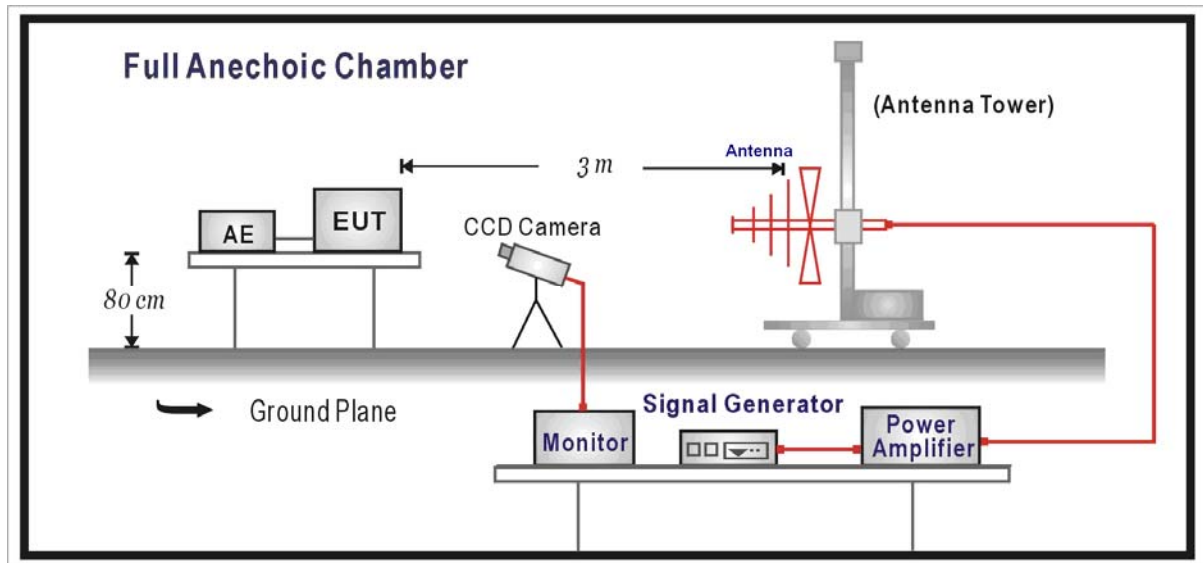 Full Anechoic Chamber
(Antenna Tower)
Antenna
3 m
AE
EUT
CCD Camera
80 cm
Ground Plane
Signal Generator
Monitor
Power
Amplifier